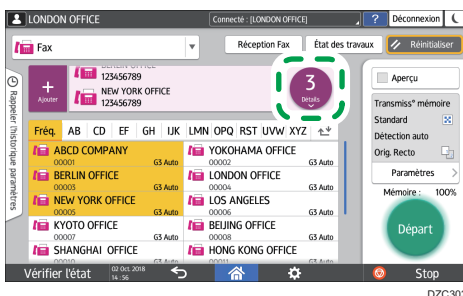 LONDON OFFICE
Connecté : [LONDON OFFICE]
?
Déconnexion
Fax
Réception Fax
État des travaux
Réinitialiser
Rappeler l'historique paramètres
+
Ajouter
123456789
NEW YORK OFFICE
123456789
3
Détails
Aperçu
Transmiss° mémoire
Standard
Détection auto
Orig. Recto
Paramètres
Mémoire : 100%
Départ
Fréq. AB CD EF GH IJK LMN OPQ RST UVW XYZ
ABCD COMPANY
00001 G3 Auto
YOKOHAMA OFFICE
00002 G3 Auto
BERLIN OFFICE
00003 G3 Auto
LONDON OFFICE
00004 G3 Auto
NEW YORK OFFICE
00005 G3 Auto
LOS ANGELES
00006 G3 Auto
KYOTO OFFICE
00007 G3 Auto
BEIJING OFFICE
00008 G3 Auto
SHANGHAI OFFICE
HONG KONG OFFICE
Vérifier l'état
02 Oct. 2018
14 : 56
Stop